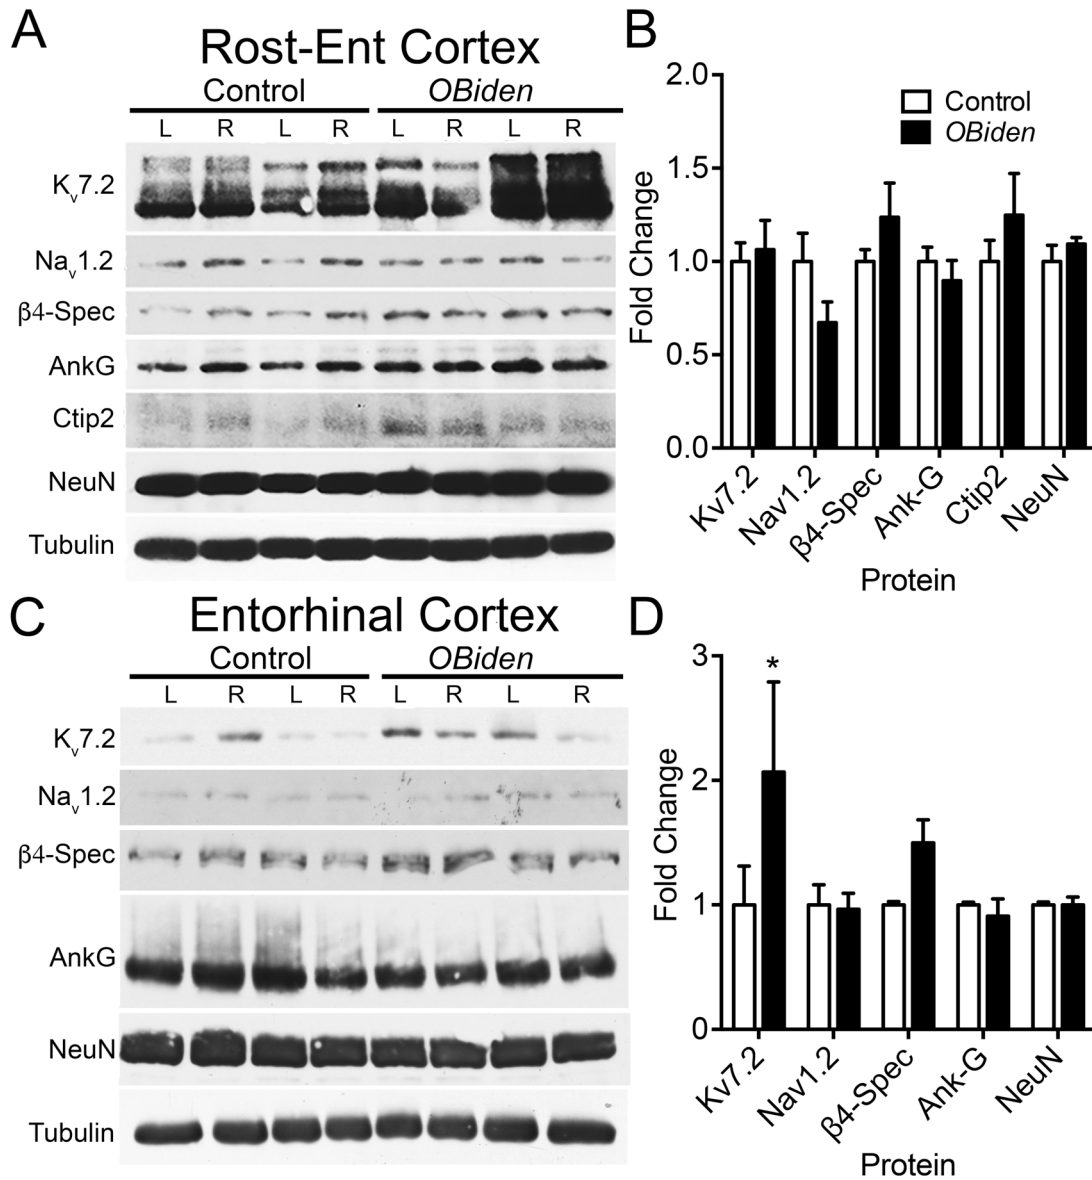 A
Rost-Ent Cortex
Control OBiden
L R L R L R L R
Kv7.2
Nav1.2
β4-Spec
AnkG
Ctip2
NeuN
Tubulin
B
2.0
1.5
1.0
0.5
0.0
Fold Change
Control
OBiden
Kv7.2 Nav1.2 β4-Spec Ank-G Ctip2 NeuN
Protein
C
Entorhinal Cortex
Control OBiden
L R L R L R L R
Kv7.2
Nav1.2
β4-Spec
AnkG
NeuN
Tubulin
D
3
2
1
0
Fold Change
*
Kv7.2 Nav1.2 β4-Spec Ank-G NeuN
Protein